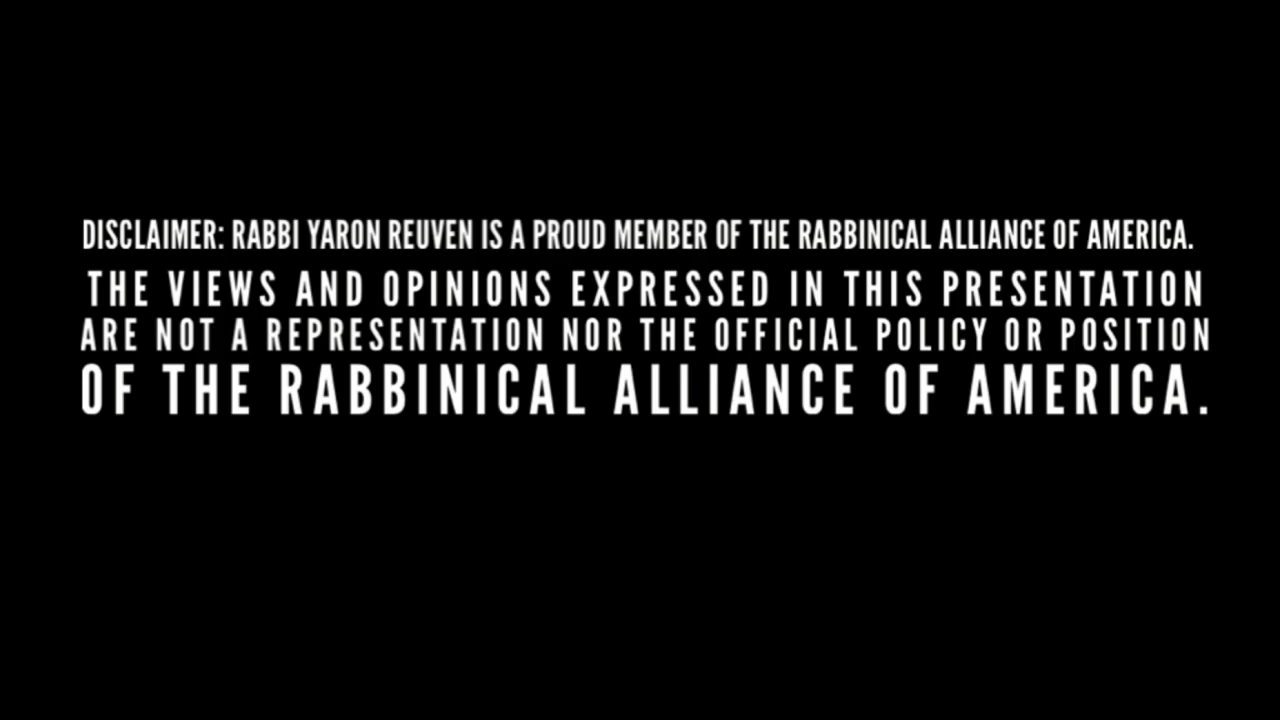 DISCLAIMER: RABBI YARON REUVEN IS A PROUD MEMBER OF THE RABBINICAL ALLIANCE OF AMERICA.
THE VIEWS AND OPINIONS EXPRESSED IN THIS PRESENTATION
ARE NOT A REPRESENTATION NOR THE OFFICIAL POLICY OR POSITION
OF THE RABBINICAL ALLIANCE OF AMERICA.